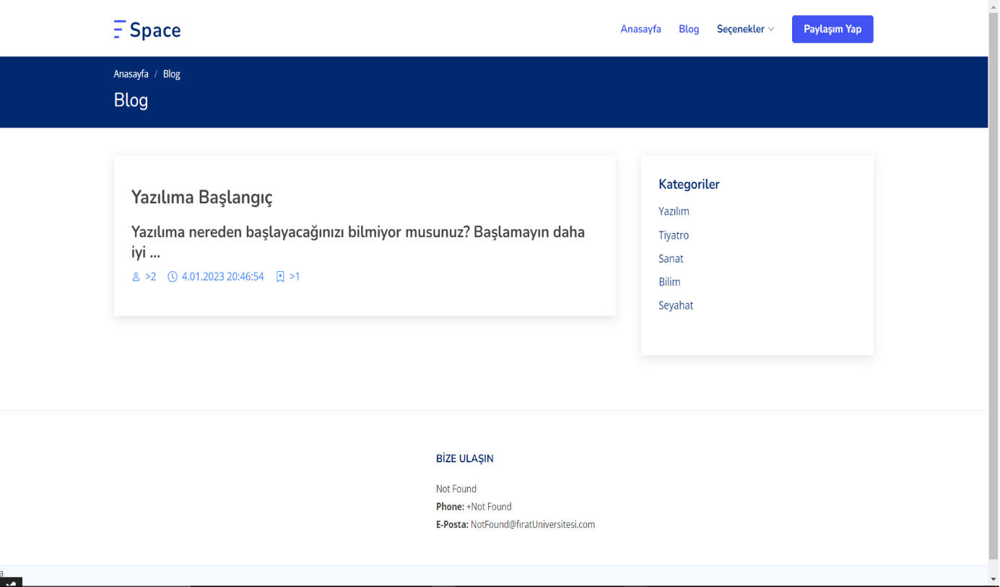 Space
Anasayfa Blog Seçenekler Paylaşım Yap
Anasayfa / Blog
Blog
Yazılıma Başlangıç
Yazılıma nereden başlayacağınızı bilmiyor musunuz? Başlamayın daha
iyi ...
>2 4.01.2023 20:46:54 >1
Kategoriler
Yazılım
Tiyatro
Sanat
Bilim
Seyahat
BİZE ULAŞIN
Not Found
Phone: +Not Found
E-Posta: NotFound@fıratUniversitesi.com